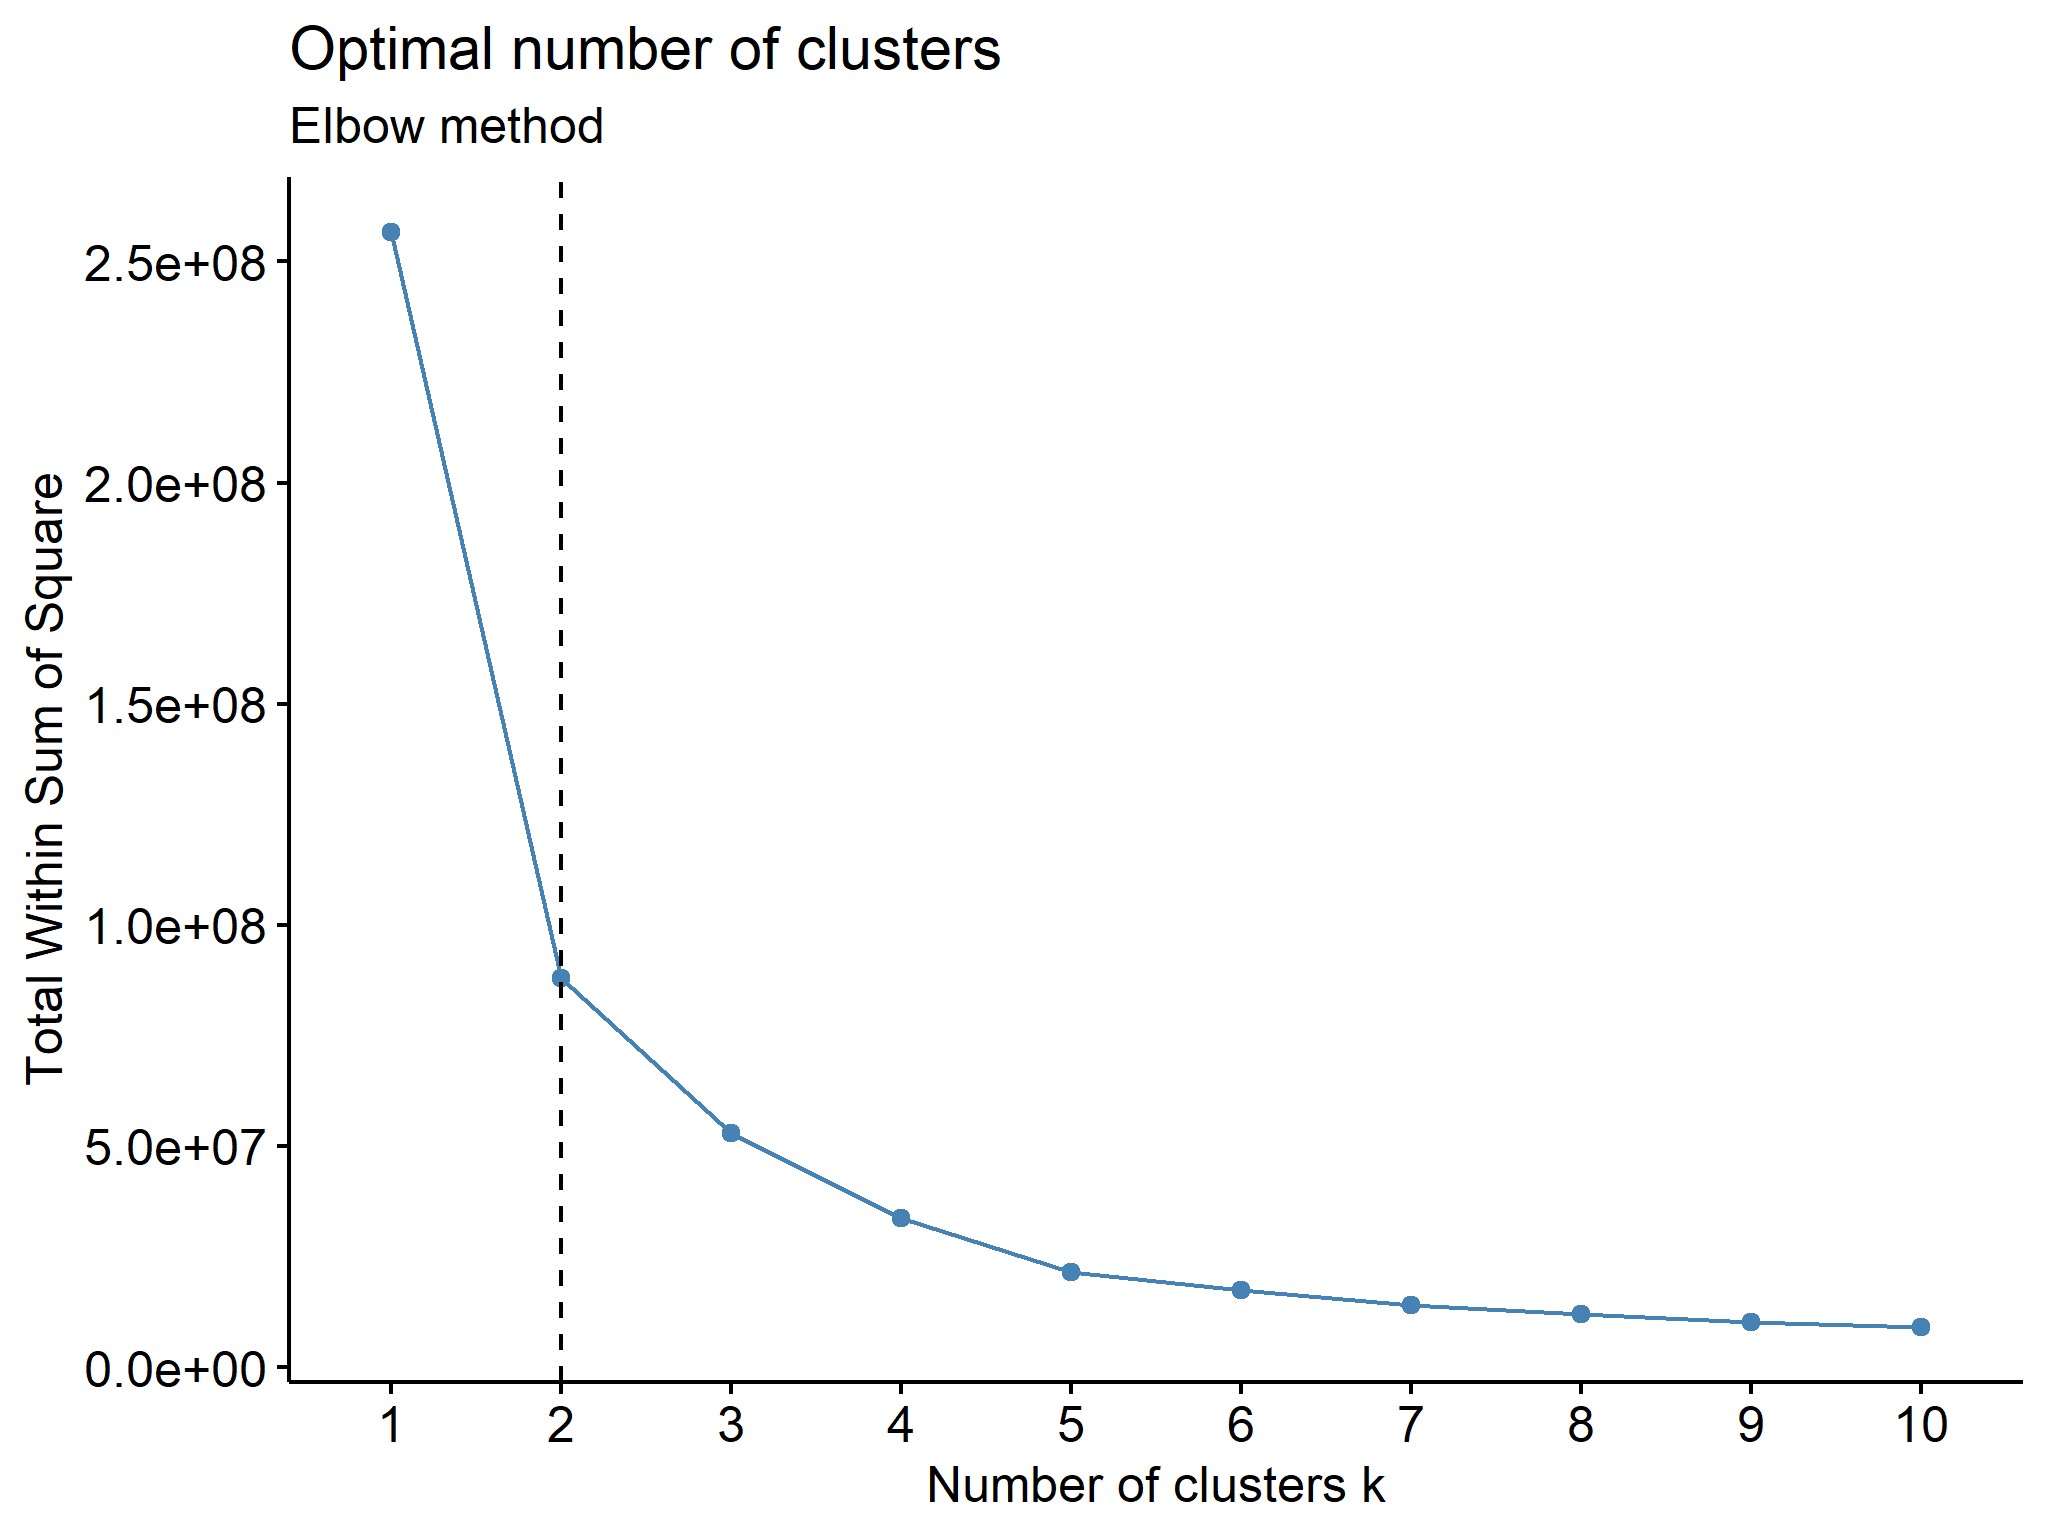 Optimal number of clusters
Elbow method
Total Within Sum of Square
2.5e+08
2.0e+08
1.5e+08
1.0e+08
5.0e+07
0.0e+00
1 2 3 4 5 6 7 8 9 10
Number of clusters k